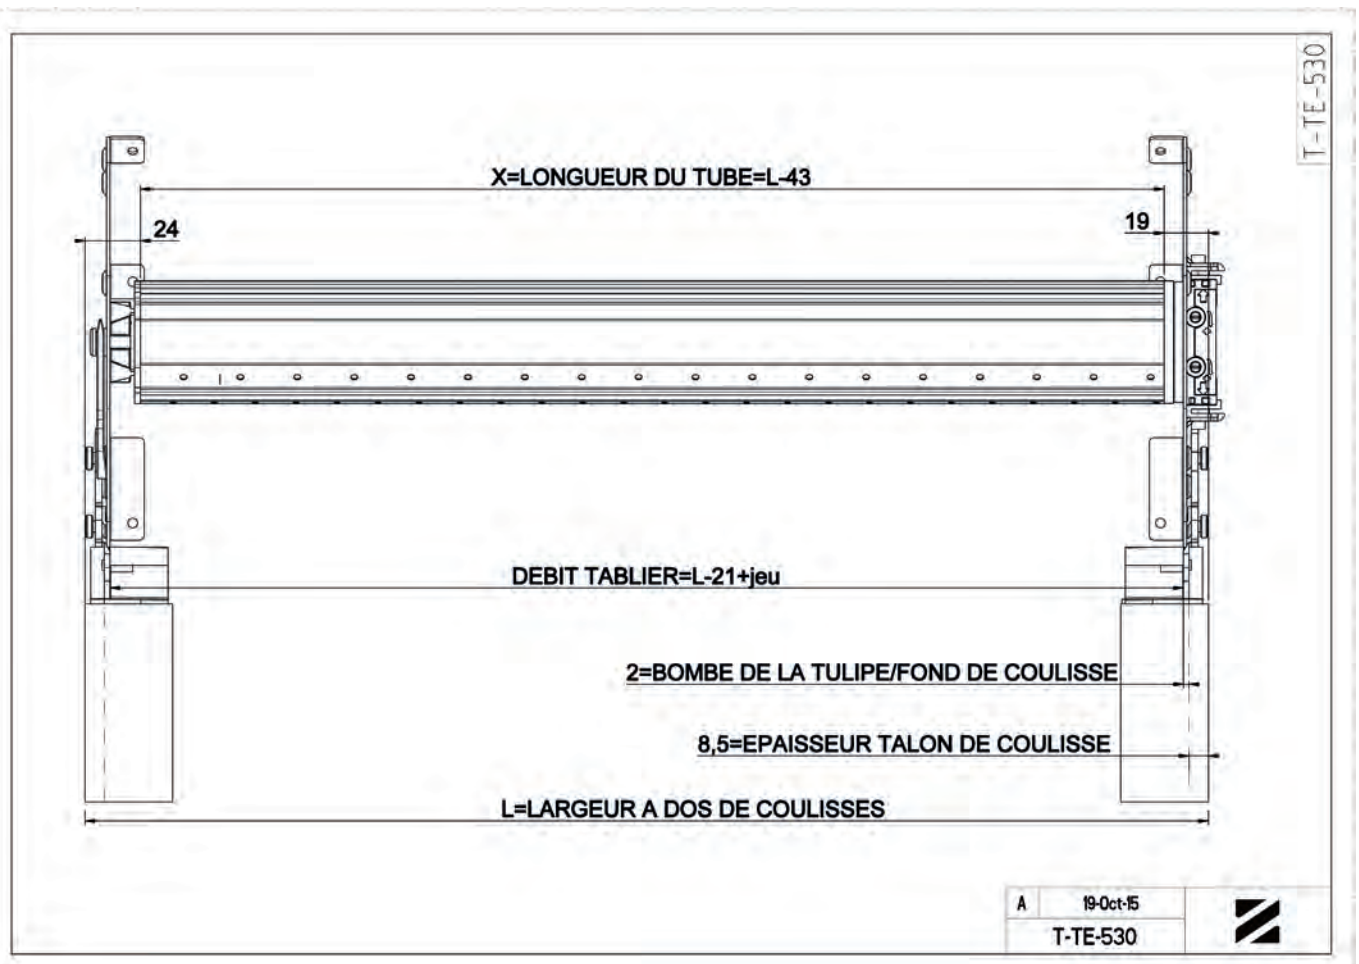 T-TE-530
X=LONGUEUR DU TUBE=L-43
24
19
DEBIT TABLIER=L-21+jeu
2=BOMBE DE LA TULIPE/FOND DE COULISSE
8,5=EPAISSEUR TALON DE COULISSE
L=LARGEUR A DOS DE COULISSES
A 19-Oct-15
T-TE-530